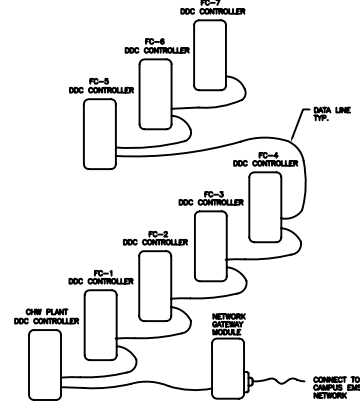 FC-7
DDC CONTROLLER
FC-6
DDC CONTROLLER
FC-5
DDC CONTROLLER
DATA LINE
TYP.
FC-4
DDC CONTROLLER
FC-3
DDC CONTROLLER
FC-2
DDC CONTROLLER
FC-1
DDC CONTROLLER
CHW PLANT
DDC CONTROLLER
NETWORK
GATEWAY
MODULE
CONNECT TO
CAMPUS EMS
NETWORK